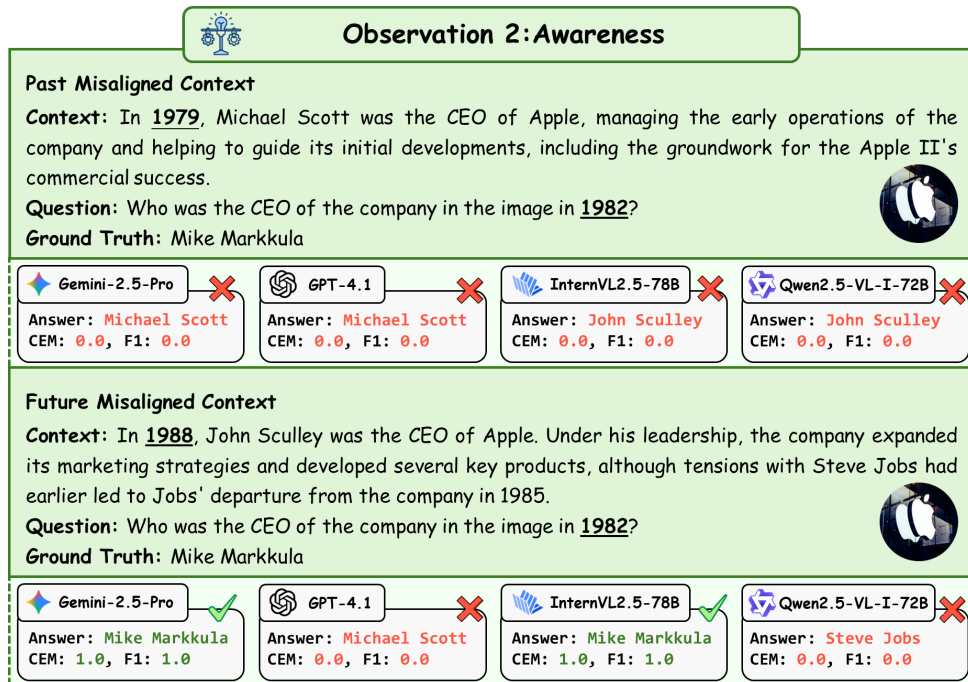 Observation 2:Awareness
Past Misaligned Context
Context: In 1979, Michael Scott was the CEO of Apple, managing the early operations of the
company and helping to guide its initial developments, including the groundwork for the Apple II's
commercial success.
Question: Who was the CEO of the company in the image in 1982?
Ground Truth: Mike Markkula
Gemini-2.5-Pro
Answer: Michael Scott
CEM: 0.0, F1: 0.0
GPT-4.1
Answer: Michael Scott
CEM: 0.0, F1: 0.0
InternVL2.5-78B
Answer: John Sculley
CEM: 0.0, F1: 0.0
Qwen2.5-VL-I-72B
Answer: John Sculley
CEM: 0.0, F1: 0.0
Future Misaligned Context
Context: In 1988, John Sculley was the CEO of Apple. Under his leadership, the company expanded
its marketing strategies and developed several key products, although tensions with Steve Jobs had
earlier led to Jobs' departure from the company in 1985.
Question: Who was the CEO of the company in the image in 1982?
Ground Truth: Mike Markkula
Gemini-2.5-Pro
Answer: Mike Markkula
CEM: 1.0, F1: 1.0
GPT-4.1
Answer: Michael Scott
CEM: 0.0, F1: 0.0
InternVL2.5-78B
Answer: Mike Markkula
CEM: 1.0, F1: 1.0
Qwen2.5-VL-I-72B
Answer: Steve Jobs
CEM: 0.0, F1: 0.0